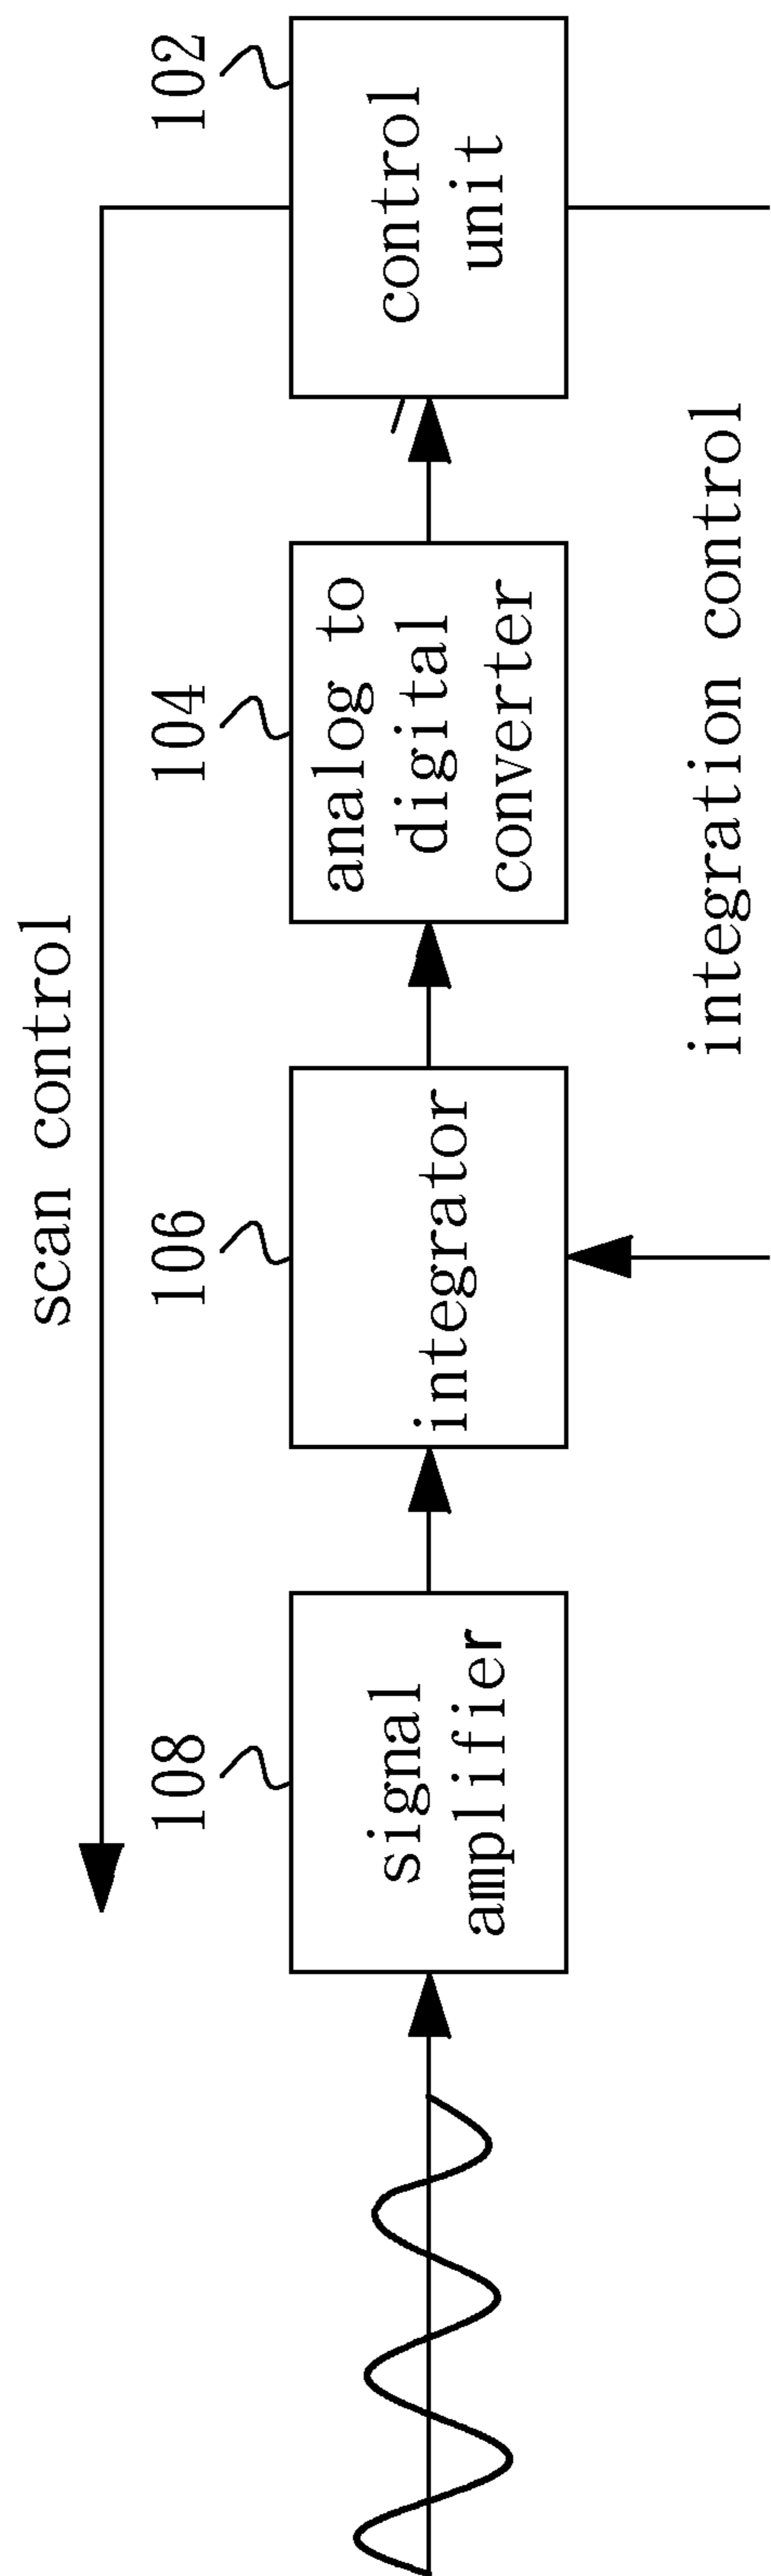 scan control
108
106
104
102
signal
amplifier
integrator
analog to
digital
converter
control
unit
integration control